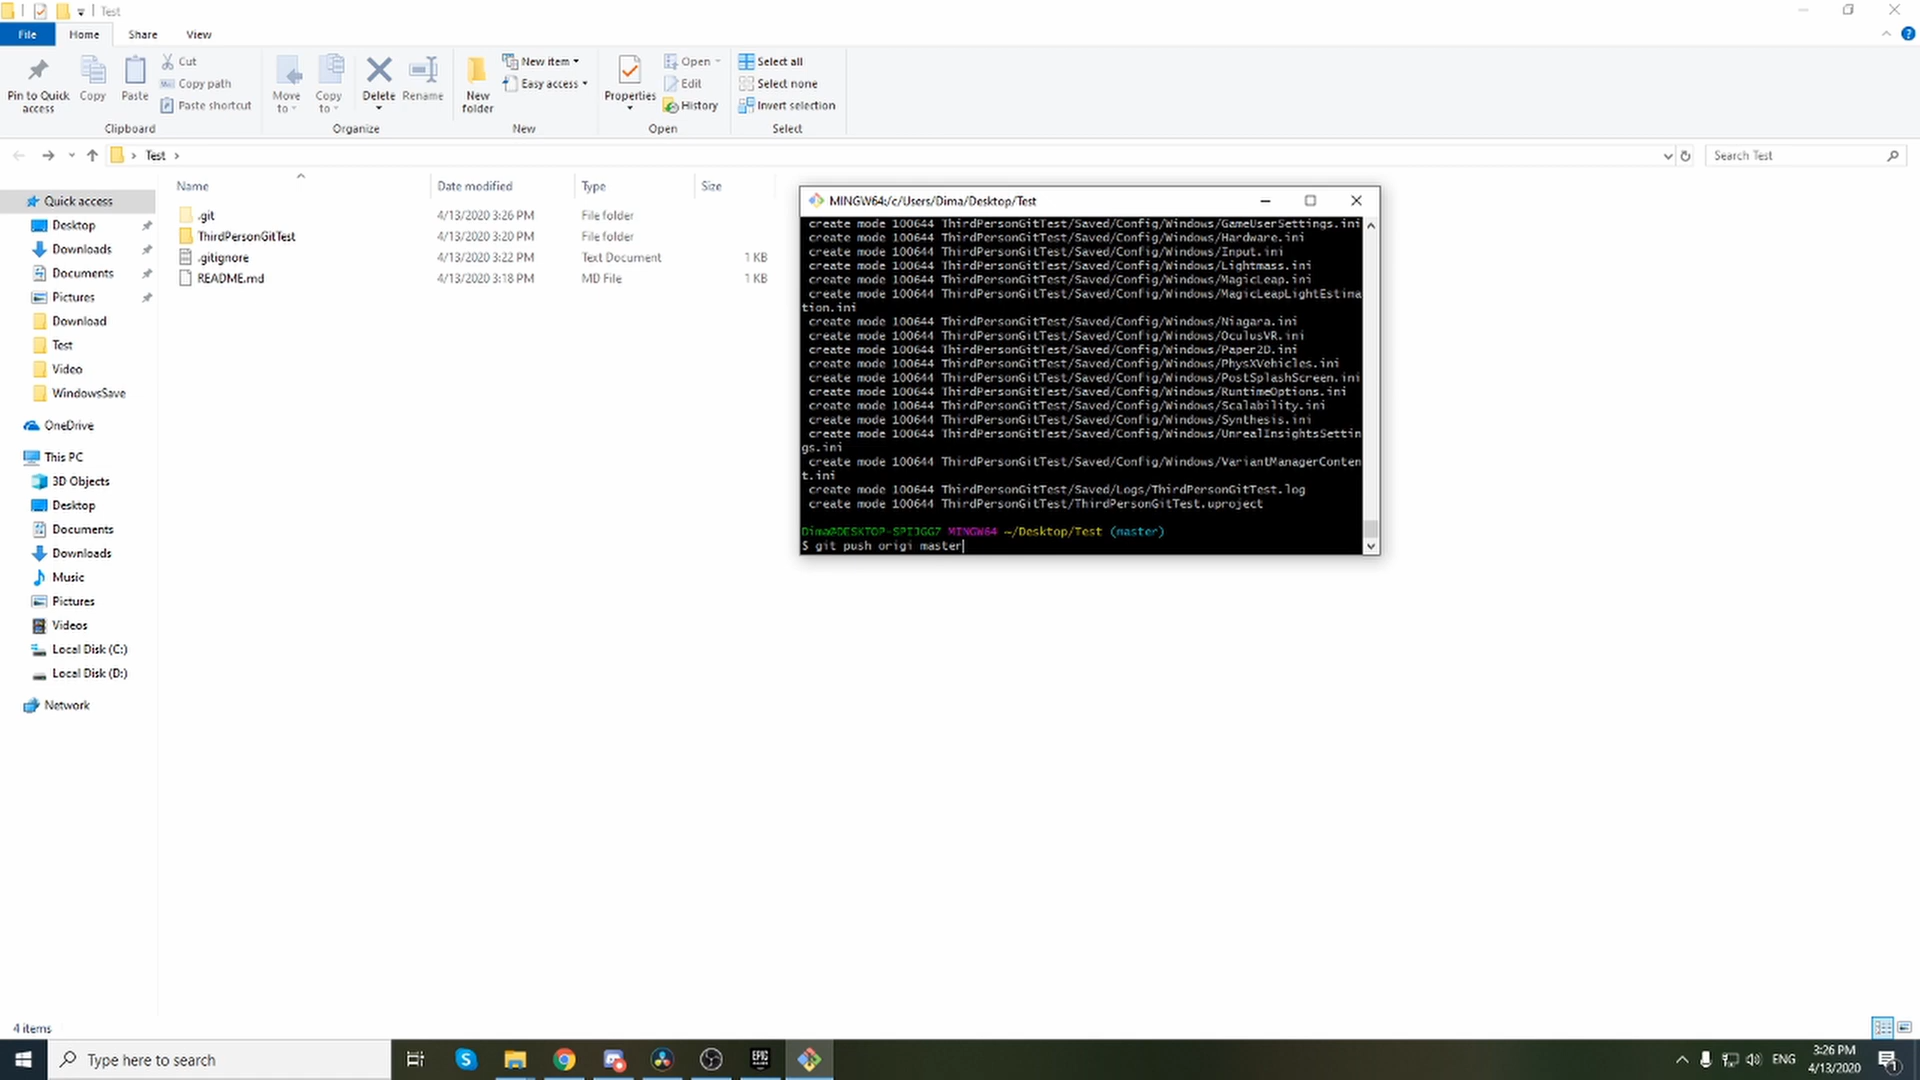 Test
File
Home
Share
View
Pin to Quick access
Copy
Paste
Cut
Copy path
Paste shortcut
Clipboard
Move to
Copy to
Delete
Rename
Organize
New folder
New item
Easy access
New
Properties
Open
Edit
History
Open
Select all
Select none
Invert selection
Select
Test
Search Test
Quick access
Desktop
Downloads
Documents
Pictures
Download
Test
Video
WindowsSave
OneDrive
This PC
3D Objects
Desktop
Documents
Downloads
Music
Pictures
Videos
Local Disk (C:)
Local Disk (D:)
Network
Name Date modified Type Size
.git 4/13/2020 3:26 PM File folder
ThirdPersonGitTest 4/13/2020 3:20 PM File folder
.gitignore 4/13/2020 3:22 PM Text Document 1 KB
README.md 4/13/2020 3:18 PM MD File 1 KB
MINGW64:/c/Users/Dima/Desktop/Test
create mode 100644 ThirdPersonGitTest/Saved/Config/Windows/GameUserSettings.ini
create mode 100644 ThirdPersonGitTest/Saved/Config/Windows/Hardware.ini
create mode 100644 ThirdPersonGitTest/Saved/Config/Windows/Input.ini
create mode 100644 ThirdPersonGitTest/Saved/Config/Windows/Lightmass.ini
create mode 100644 ThirdPersonGitTest/Saved/Config/Windows/MagicLeap.ini
create mode 100644 ThirdPersonGitTest/Saved/Config/Windows/MagicLeapLightEstima
tion.ini
create mode 100644 ThirdPersonGitTest/Saved/Config/Windows/Niagara.ini
create mode 100644 ThirdPersonGitTest/Saved/Config/Windows/OculusVR.ini
create mode 100644 ThirdPersonGitTest/Saved/Config/Windows/Paper2D.ini
create mode 100644 ThirdPersonGitTest/Saved/Config/Windows/PhysXVehicles.ini
create mode 100644 ThirdPersonGitTest/Saved/Config/Windows/PostSplashScreen.ini
create mode 100644 ThirdPersonGitTest/Saved/Config/Windows/RuntimeOptions.ini
create mode 100644 ThirdPersonGitTest/Saved/Config/Windows/Scalability.ini
create mode 100644 ThirdPersonGitTest/Saved/Config/Windows/Synthesis.ini
create mode 100644 ThirdPersonGitTest/Saved/Config/Windows/UnrealInsightsSettin
gs.ini
create mode 100644 ThirdPersonGitTest/Saved/Config/Windows/VariantManagerConten
t.ini
create mode 100644 ThirdPersonGitTest/Saved/Logs/ThirdPersonGitTest.log
create mode 100644 ThirdPersonGitTest/ThirdPersonGitTest.uproject
Dima@DESKTOP-SPIJGG7 MINGW64 ~/Desktop/Test (master)
$ git push origi master
4 items
Type here to search
EPIC
ENG
3:26 PM
4/13/2020
1